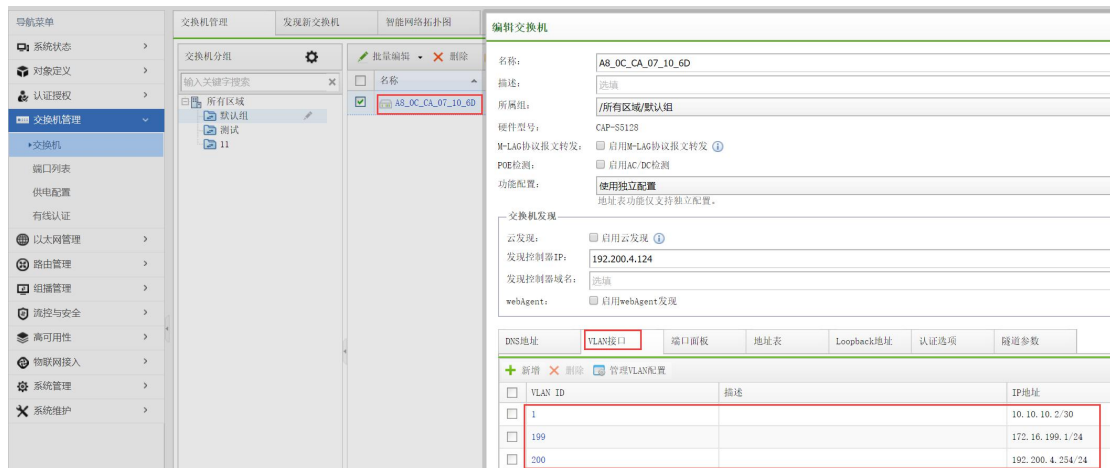 导航菜单
系统状态
对象定义
认证授权
交换机管理
交换机
端口列表
供电配置
有线认证
以太网管理
路由管理
组播管理
流控与安全
高可用性
物联网接入
系统管理
系统维护
交换机管理 发现新交换机 智能网络拓扑图
交换机分组
输入关键字搜索
所有区域
默认组
测试
11
批量编辑 删除
名称
A8_0C_CA_07_10_6D
编辑交换机
名称: A8_0C_CA_07_10_6D
描述: 选填
所属组: /所有区域/默认组
硬件型号: CAP-S5128
M-LAG协议报文转发: 启用M-LAG协议报文转发
POE检测: 启用AC/DC检测
功能配置: 使用独立配置
地址表功能仅支持独立配置。
交换机发现
云发现: 启用云发现
发现控制器IP: 192.200.4.124
发现控制器域名: 选填
webAgent: 启用webAgent发现
DNS地址 VLAN接口 端口面板 地址表 Loopback地址 认证选项 隧道参数
新增 删除 管理VLAN配置
VLAN ID 描述 IP地址
1 10.10.10.2/30
199 172.16.199.1/24
200 192.200.4.254/24